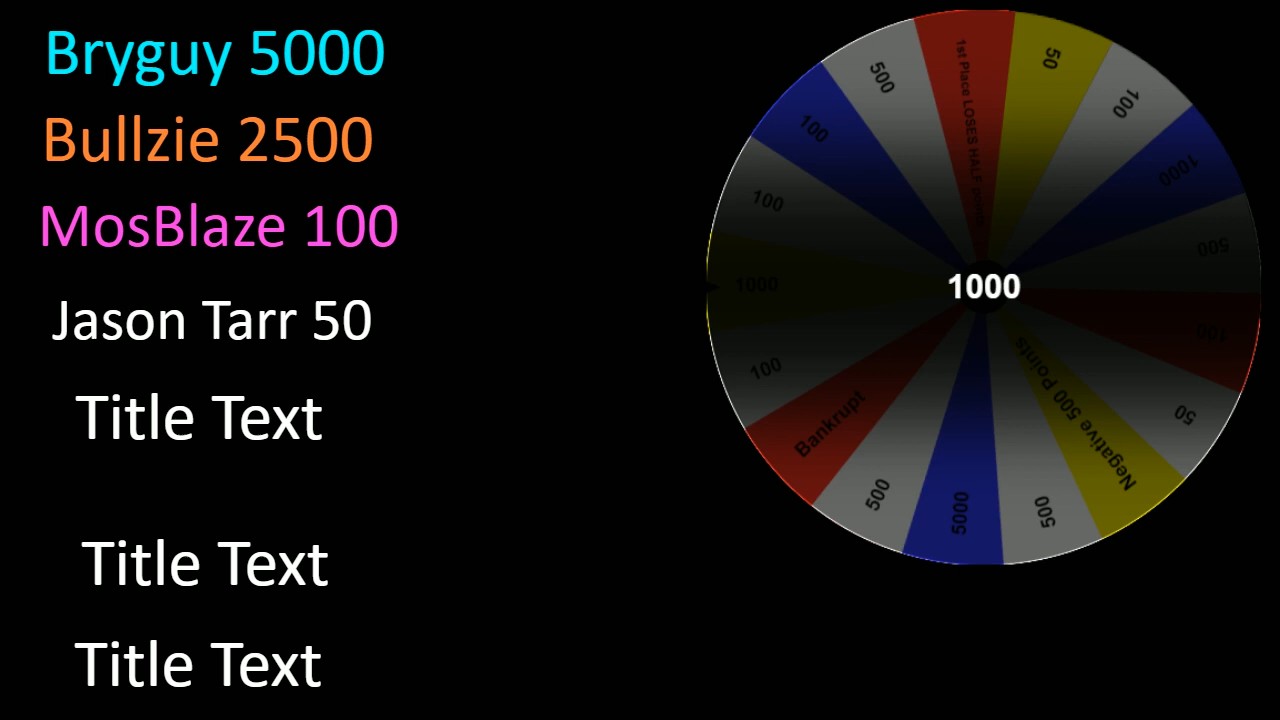 Bryguy 5000
Bullzie 2500
MosBlaze 100
Jason Tarr 50
Title Text
Title Text
Title Text
1st Place LOSES HALF points
50
100
1000
500
100
50
Negative 500 Points
500
5000
500
Bankrupt
100
1000
100
100
500
1000